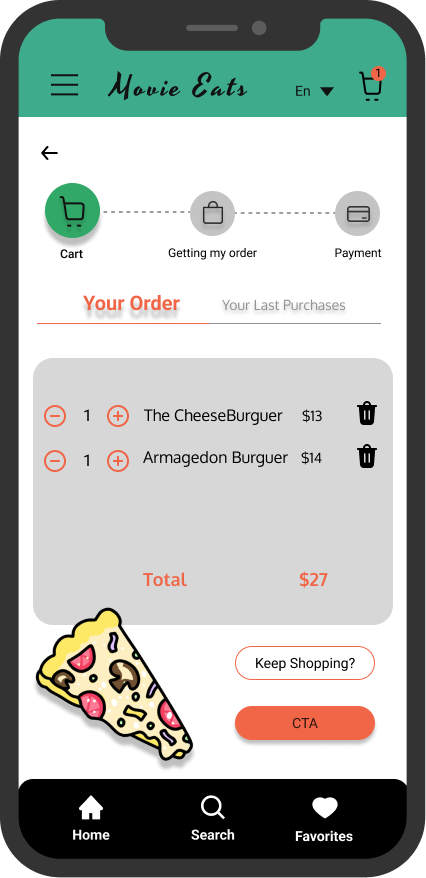 Movie Eats
En
1
Cart
Getting my order
Payment
Your Order
Your Last Purchases
1
The CheeseBurguer
$13
1
Armagedon Burguer
$14
Total
$27
Keep Shopping?
CTA
Home
Search
Favorites